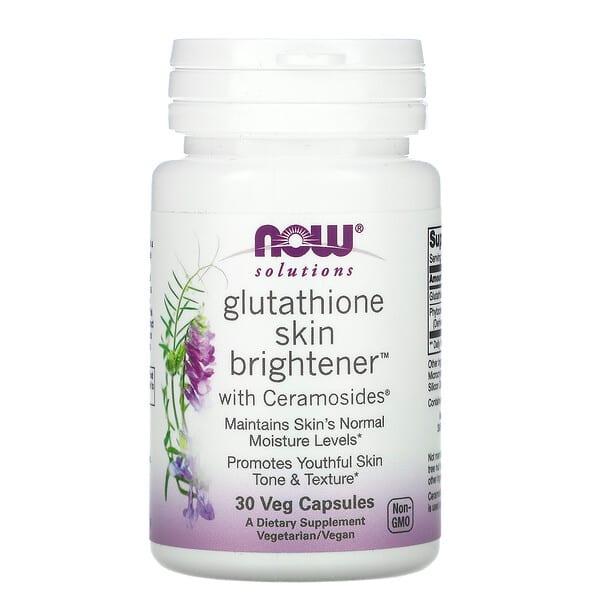 NOW®
solutions
glutathione
skin
brightener™
with Ceramosides®
Maintains Skin's Normal
Moisture Levels*
Promotes Youthful Skin
Tone & Texture*
30 Veg Capsules
A Dietary Supplement
Vegetarian/Vegan
Non-
GMO